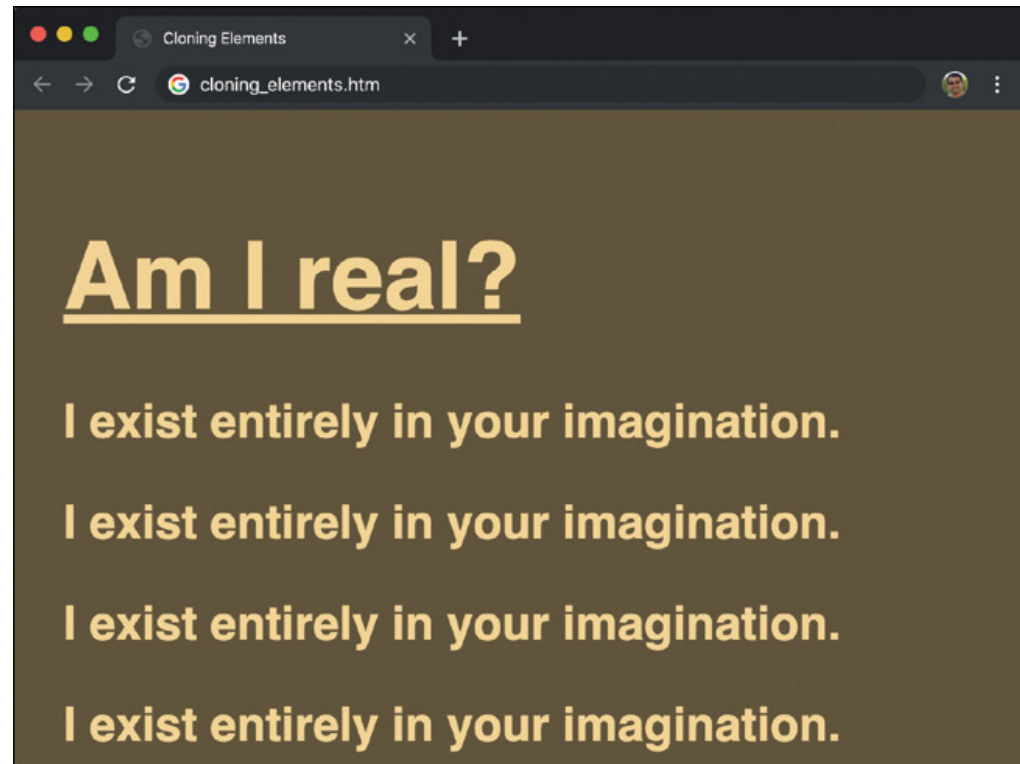 Cloning Elements
cloning_elements.htm
Am I real?
I exist entirely in your imagination.
I exist entirely in your imagination.
I exist entirely in your imagination.
I exist entirely in your imagination.